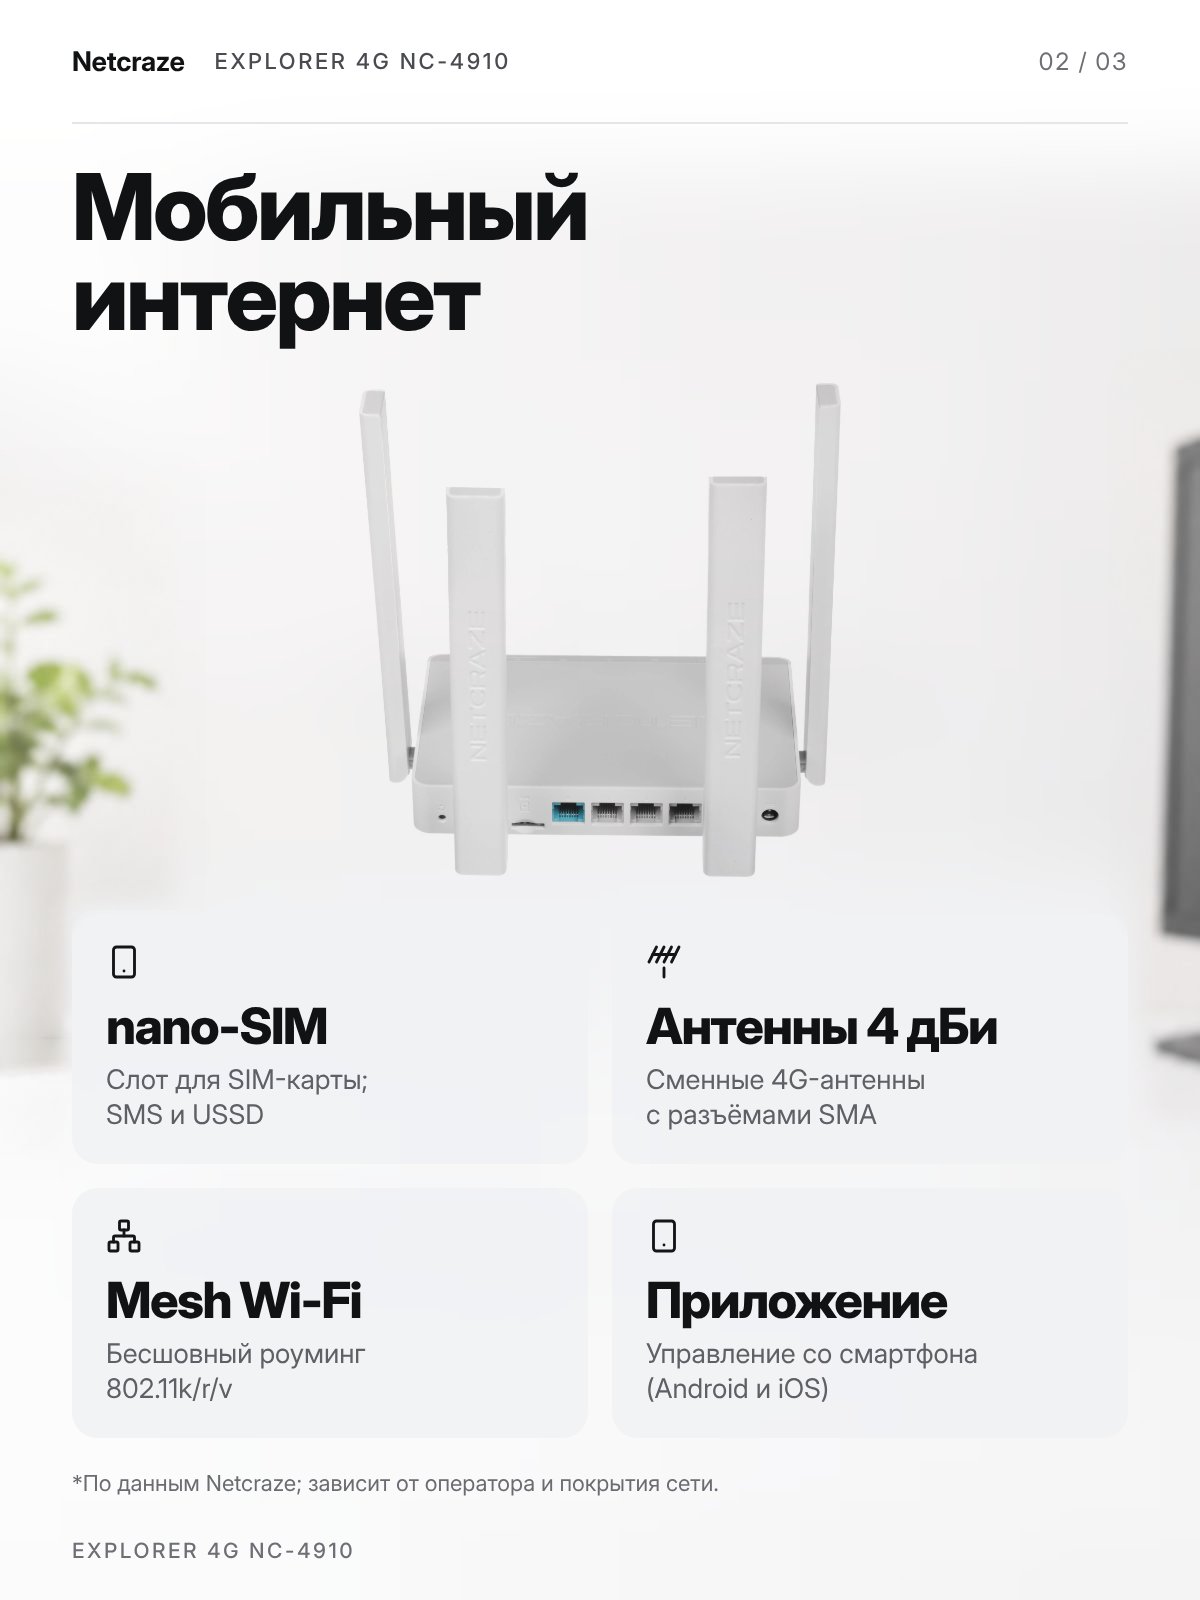 Netcraze EXPLORER 4G NC-4910 02 / 03
Мобильный
интернет
NETCRAZE
NETCRAZE
nano-SIM
Слот для SIM-карты;
SMS и USSD
Антенны 4 дБи
Сменные 4G-антенны
с разъёмами SMA
Mesh Wi-Fi
Бесшовный роуминг
802.11k/r/v
Приложение
Управление со смартфона
(Android и iOS)
*По данным Netcraze; зависит от оператора и покрытия сети.
EXPLORER 4G NC-4910